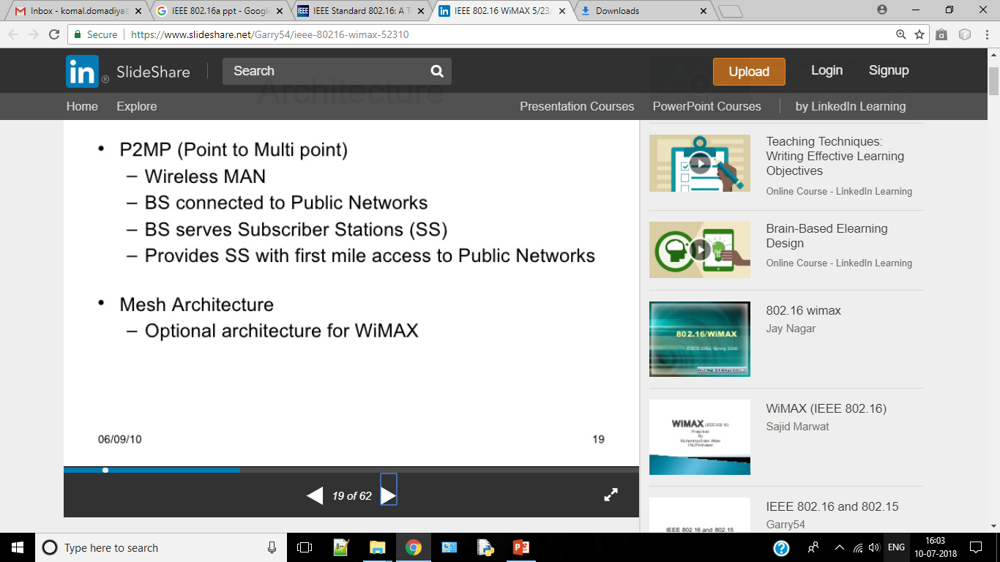 Inbox - komal.domadiya
IEEE 802.16a ppt - Google
IEEE Standard 802.16: A T
IEEE 802.16 WiMAX 5/23/
Downloads
Secure
https://www.slideshare.net/Garry54/ieee-80216-wimax-52310
in
SlideShare
Search
Upload
Login
Signup
Architecture
Home
Explore
Presentation Courses
PowerPoint Courses
by LinkedIn Learning
• P2MP (Point to Multi point)
– Wireless MAN
– BS connected to Public Networks
– BS serves Subscriber Stations (SS)
– Provides SS with first mile access to Public Networks
• Mesh Architecture
– Optional architecture for WiMAX
06/09/10
19
19 of 62
Teaching Techniques:
Writing Effective Learning
Objectives
Online Course - LinkedIn Learning
Brain-Based Elearning
Design
Online Course - LinkedIn Learning
802.16/WiMAX
802.16 wimax
Jay Nagar
WIMAX (IEEE 802.16)
Presented
By
WiMAX (IEEE 802.16)
Sajid Marwat
IEEE 802.16 and 802.15
IEEE 802.16 and 802.15
Garry54
Type here to search
ENG
16:03
10-07-2018